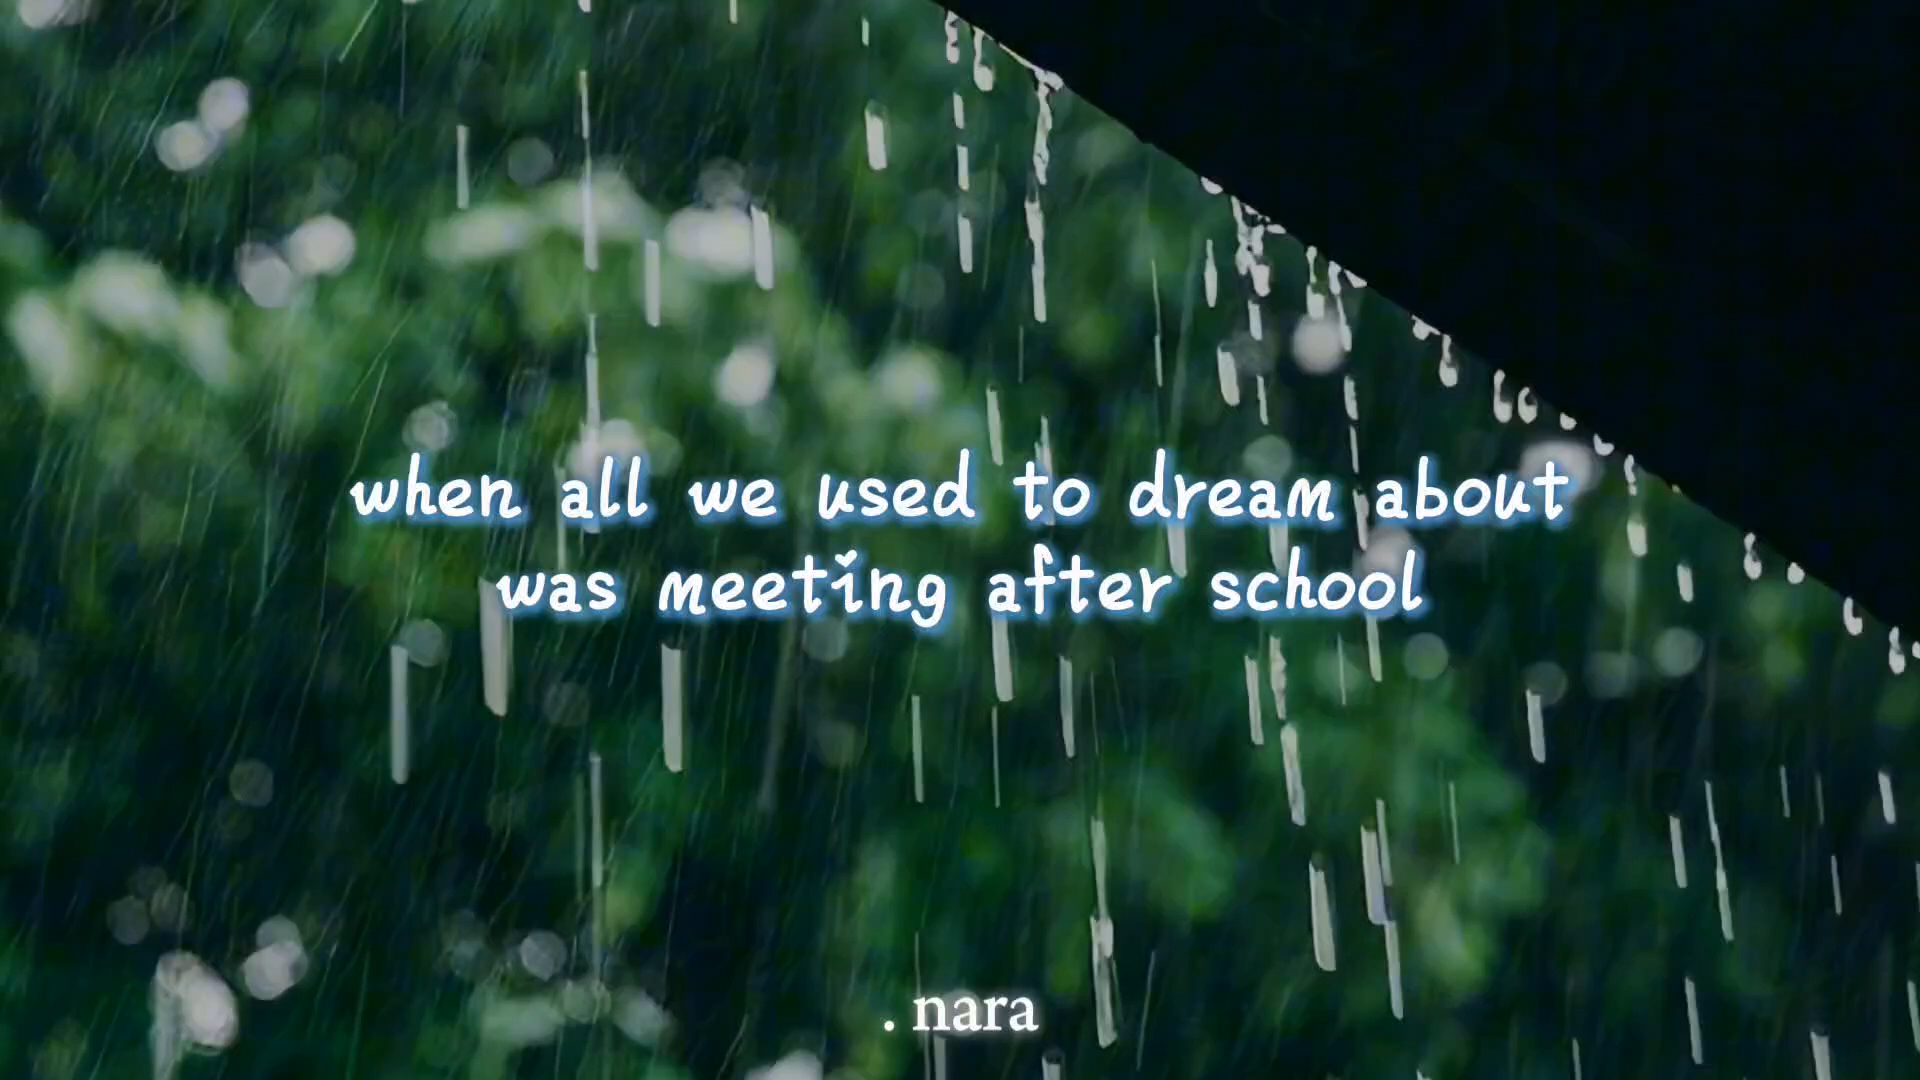 when all we used to dream about
was meeting after school
. nara